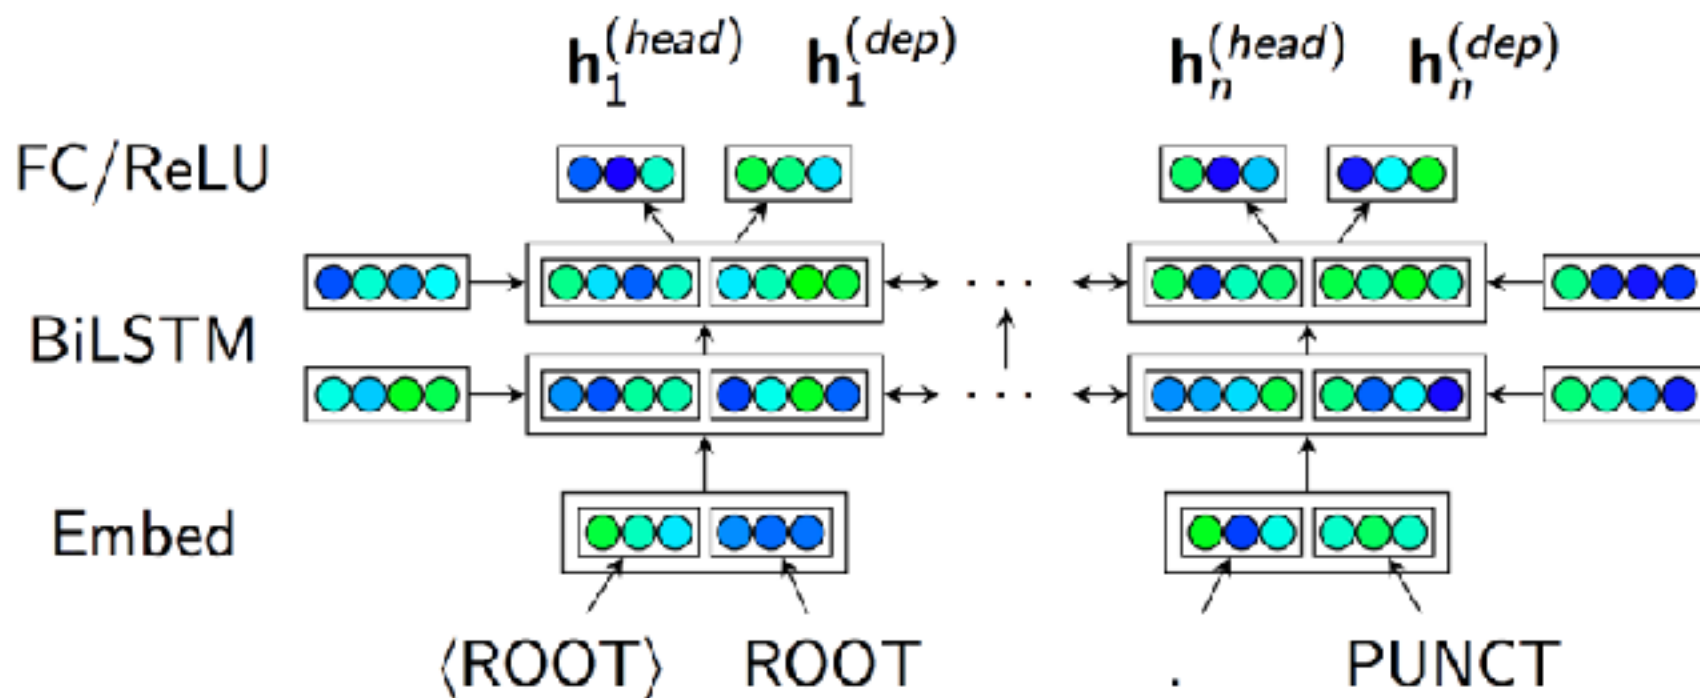 h₁^(head) h₁^(dep) hₙ^(head) hₙ^(dep)
FC/ReLU
. . . 
BiLSTM
. . .
Embed
⟨ROOT⟩ ROOT . PUNCT